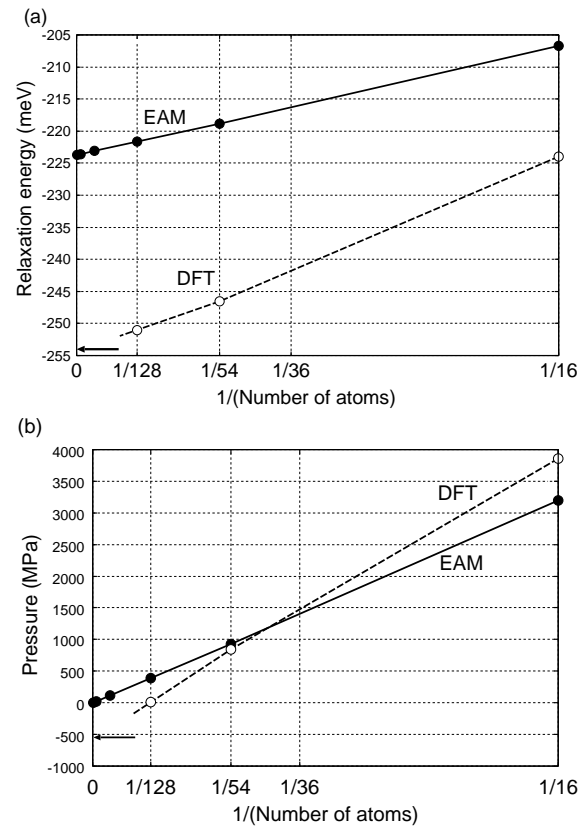 (a)
-205
-210
-215
-220
-225
-230
-235
-240
-245
-250
-255
Relaxation energy (meV)
EAM
DFT
0 1/128 1/54 1/36 1/16
1/(Number of atoms)
(b)
4000
3500
3000
2500
2000
1500
1000
500
0
-500
-1000
Pressure (MPa)
DFT
EAM
0 1/128 1/54 1/36 1/16
1/(Number of atoms)